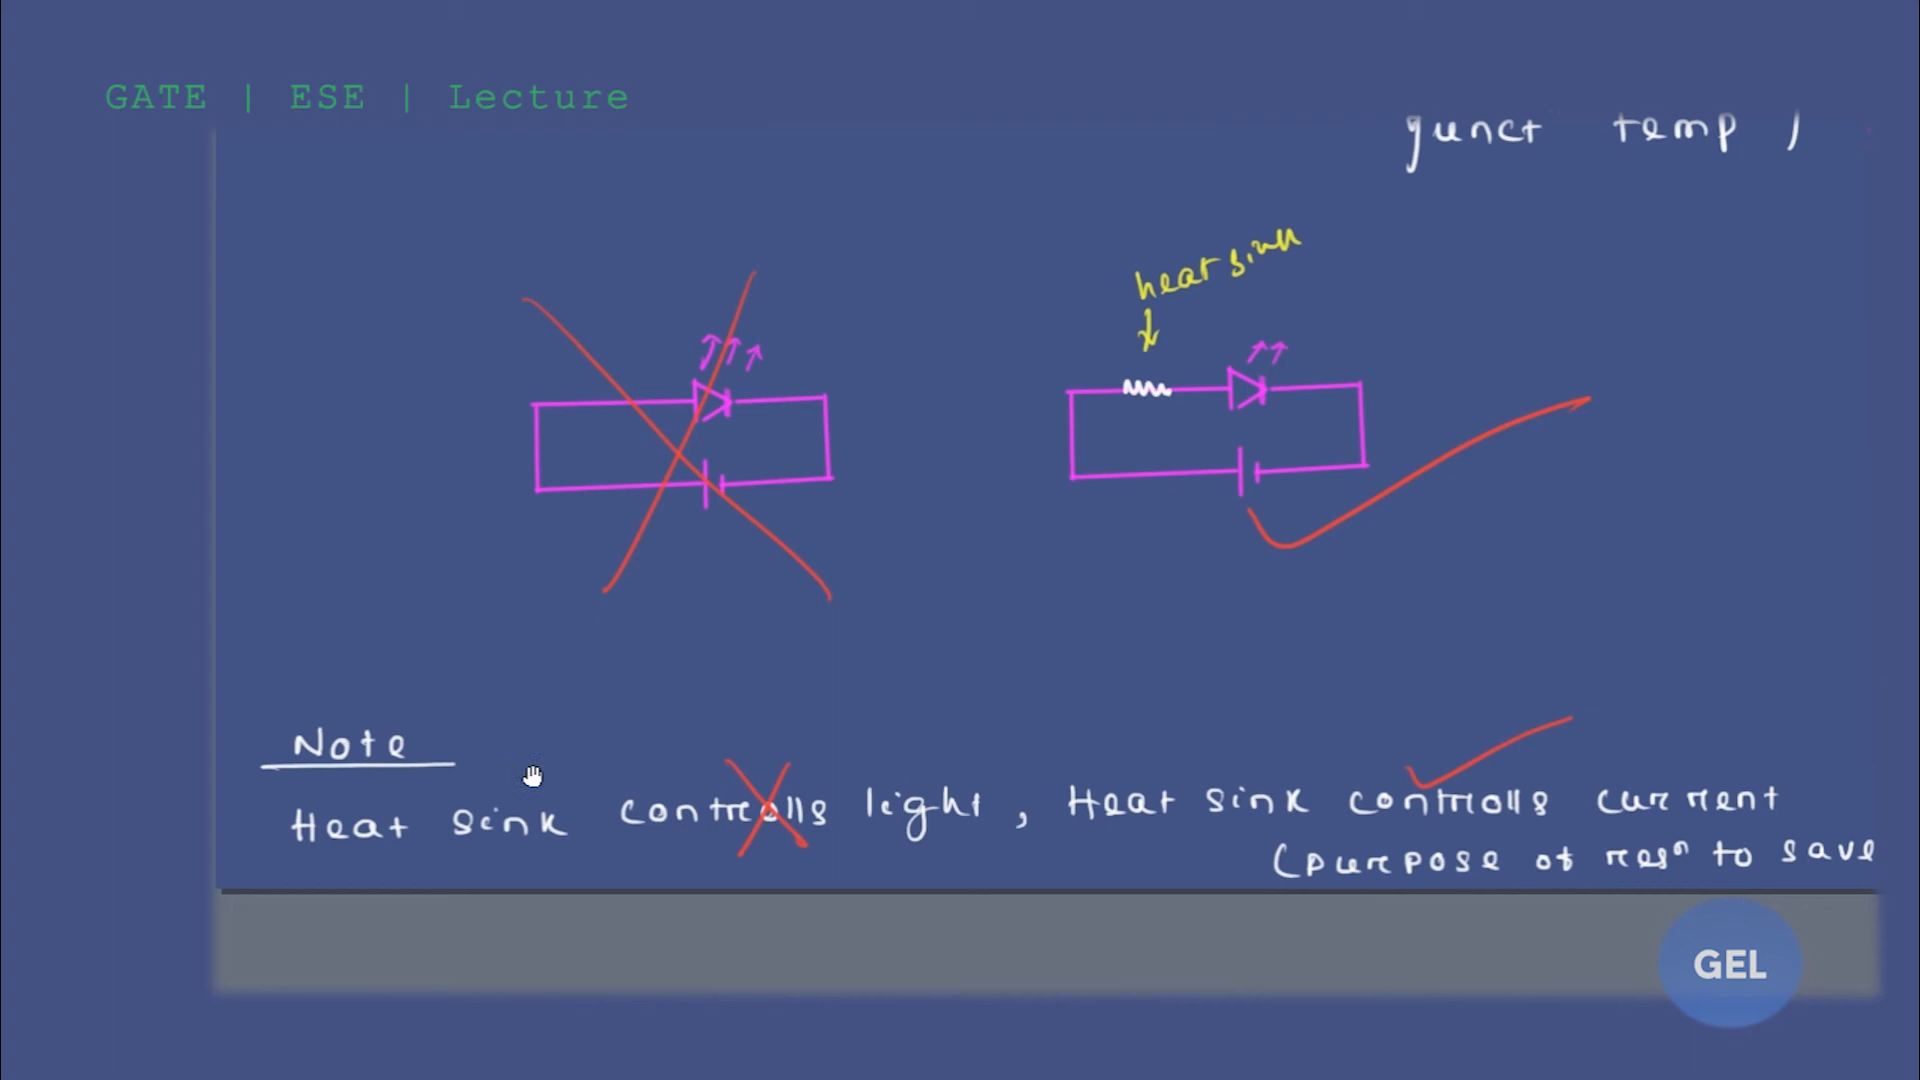 GATE | ESE | Lecture
junct temp )
heat sink
Note
Heat sink controlls light, Heat sink controlls current
(purpose of resⁿ to save
GEL